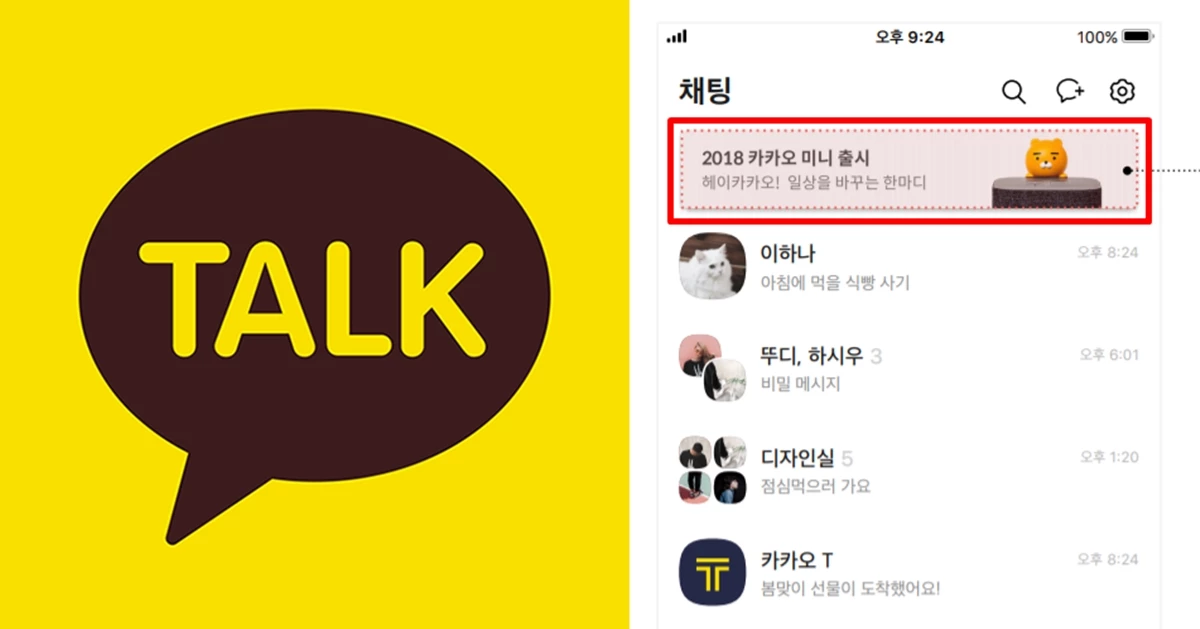 TALK
오후 9:24
100%
채팅
2018 카카오 미니 출시
헤이카카오! 일상을 바꾸는 한마디
이하나
오후 8:24
아침에 먹을 식빵 사기
뚜디, 하시우 3
오후 6:01
비밀 메시지
디자인실 5
오후 1:20
점심먹으러 가요
카카오 T
오후 8:24
봄맞이 선물이 도착했어요!